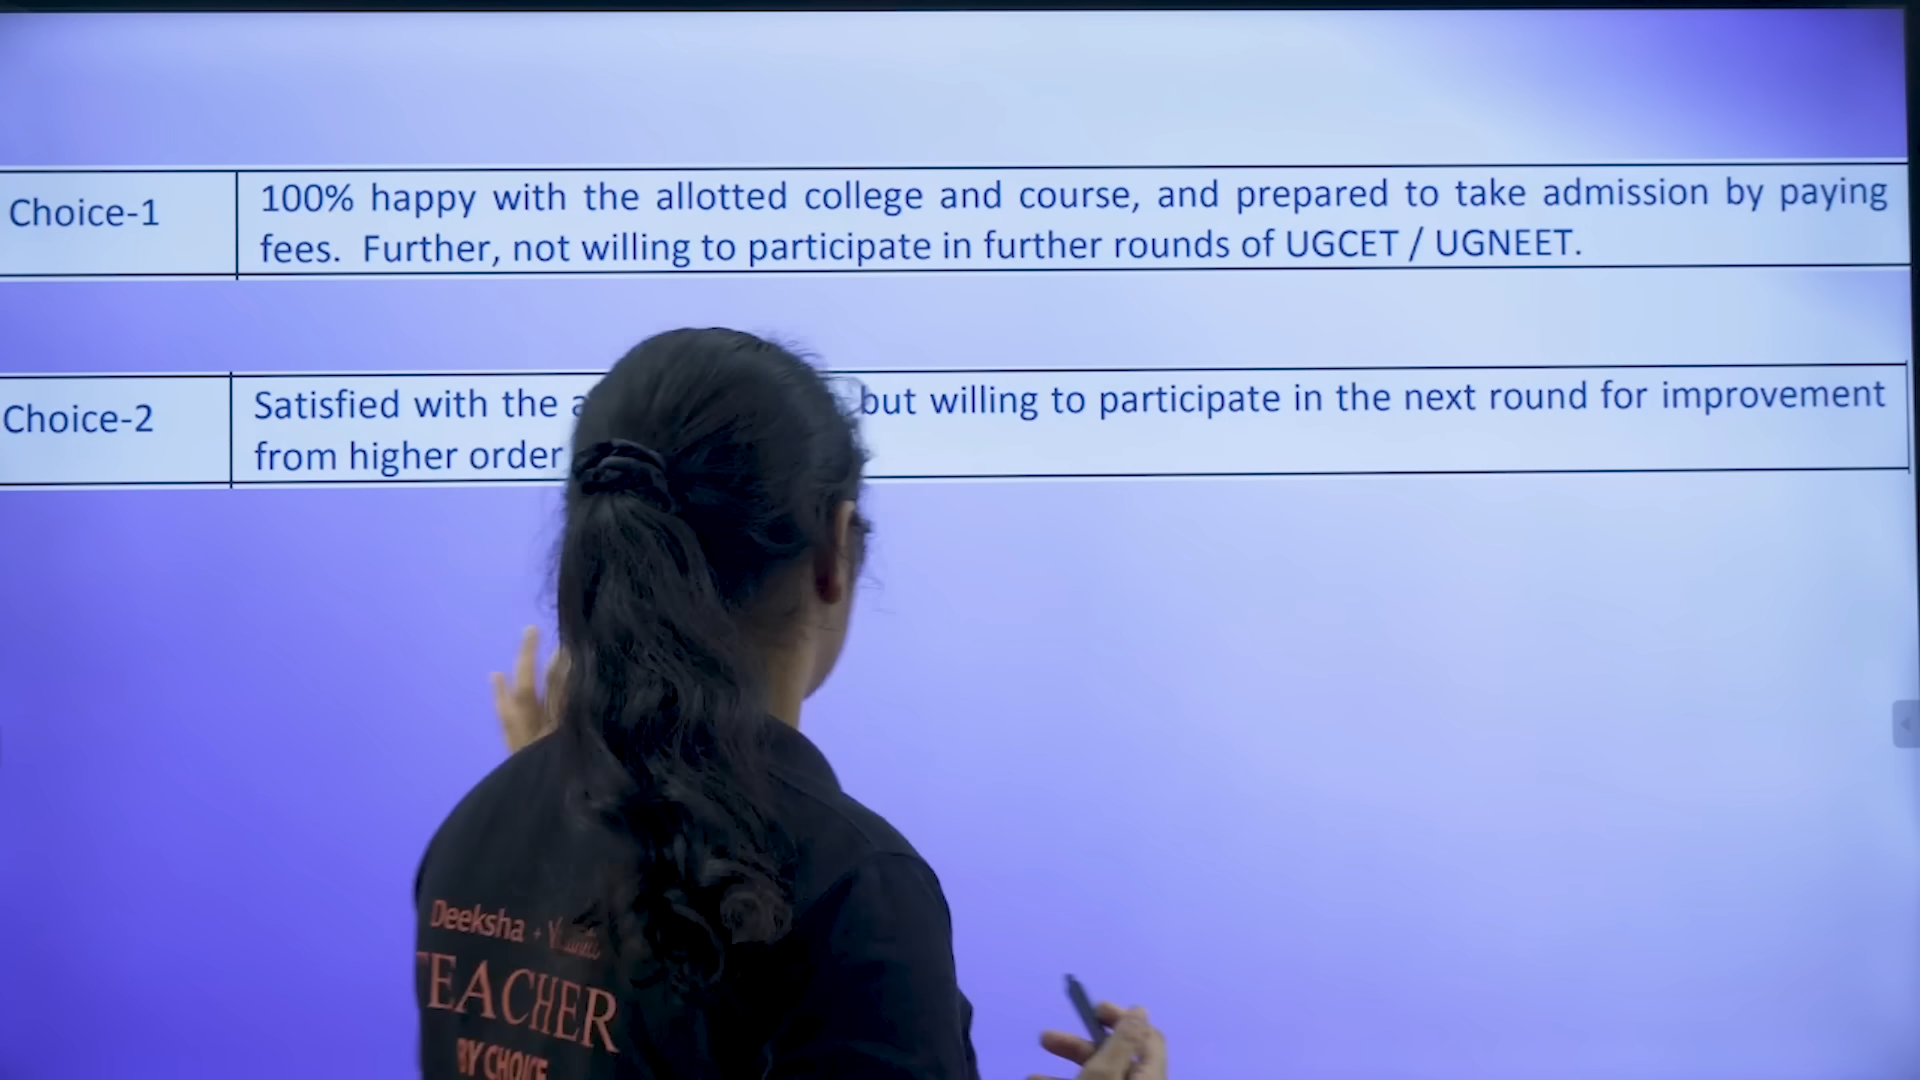 Choice-1
100% happy with the allotted college and course, and prepared to take admission by paying
fees. Further, not willing to participate in further rounds of UGCET / UGNEET.
Choice-2
Satisfied with the but willing to participate in the next round for improvement
from higher order
Deeksha +
TEACHER
BY CHOICE